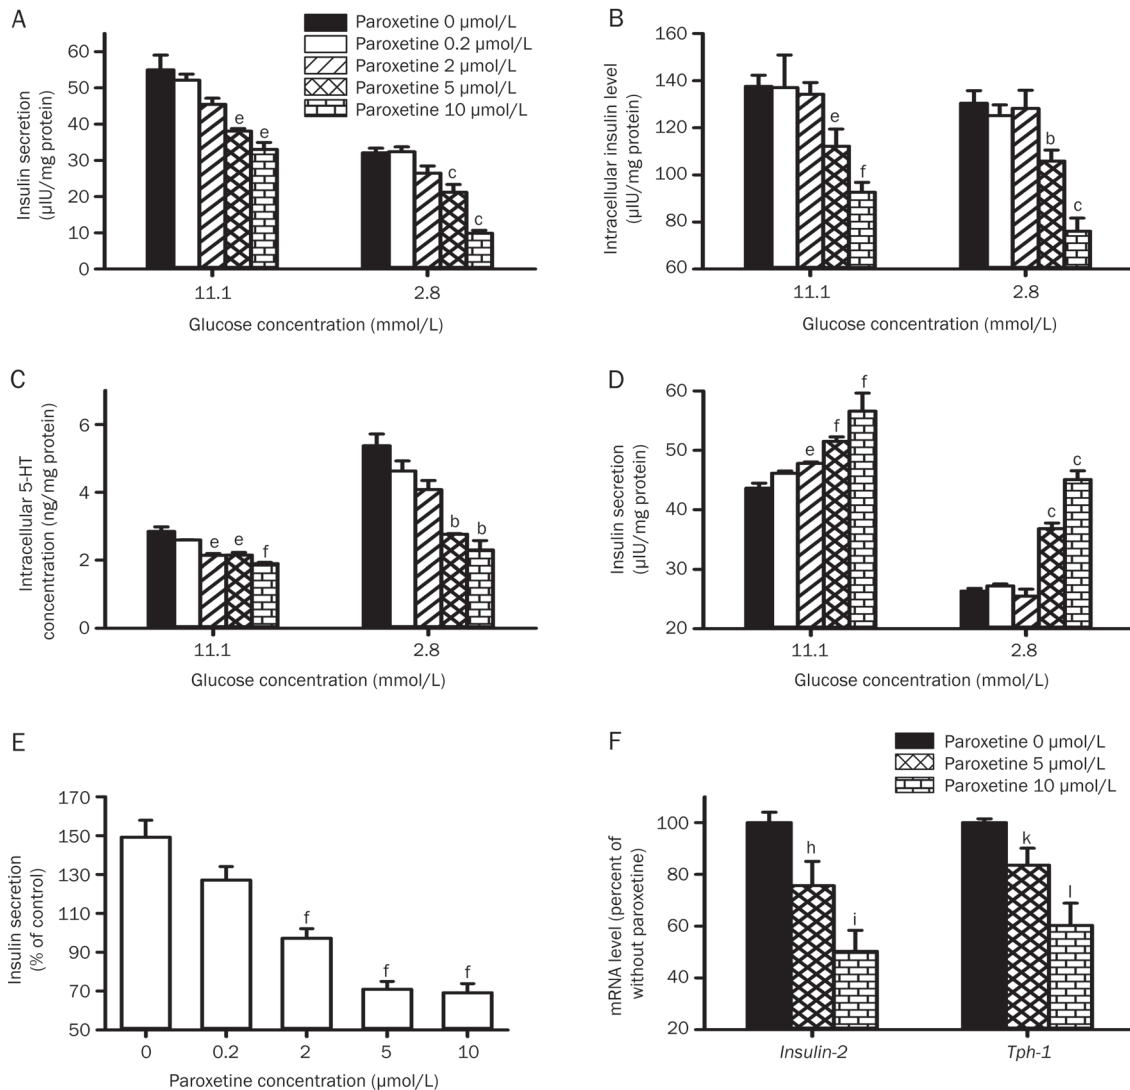 A
Paroxetine 0 µmol/L
Paroxetine 0.2 µmol/L
Paroxetine 2 µmol/L
Paroxetine 5 µmol/L
Paroxetine 10 µmol/L
Insulin secretion
(µIU/mg protein)
60
50
40
30
20
10
0
e
e
c
c
11.1
2.8
Glucose concentration (mmol/L)
B
Intracellular insulin level
(µIU/mg protein)
160
140
120
100
80
60
e
f
b
c
11.1
2.8
Glucose concentration (mmol/L)
C
Intracellular 5-HT
concentration (ng/mg protein)
6
4
2
0
e
e
f
b
b
11.1
2.8
Glucose concentration (mmol/L)
D
Insulin secretion
(µIU/mg protein)
60
50
40
30
20
e
f
f
c
c
11.1
2.8
Glucose concentration (mmol/L)
E
Insulin secretion
(% of control)
170
150
130
110
90
70
50
f
f
f
0
0.2
2
5
10
Paroxetine concentration (µmol/L)
F
Paroxetine 0 µmol/L
Paroxetine 5 µmol/L
Paroxetine 10 µmol/L
mRNA level (percent of
without paroxetine)
100
80
60
40
20
h
i
k
l
Insulin-2
Tph-1